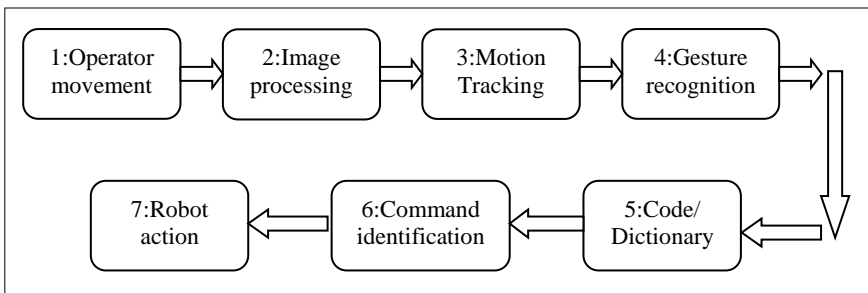 1:Operator
movement
2:Image
processing
3:Motion
Tracking
4:Gesture
recognition
5:Code/
Dictionary
6:Command
identification
7:Robot
action